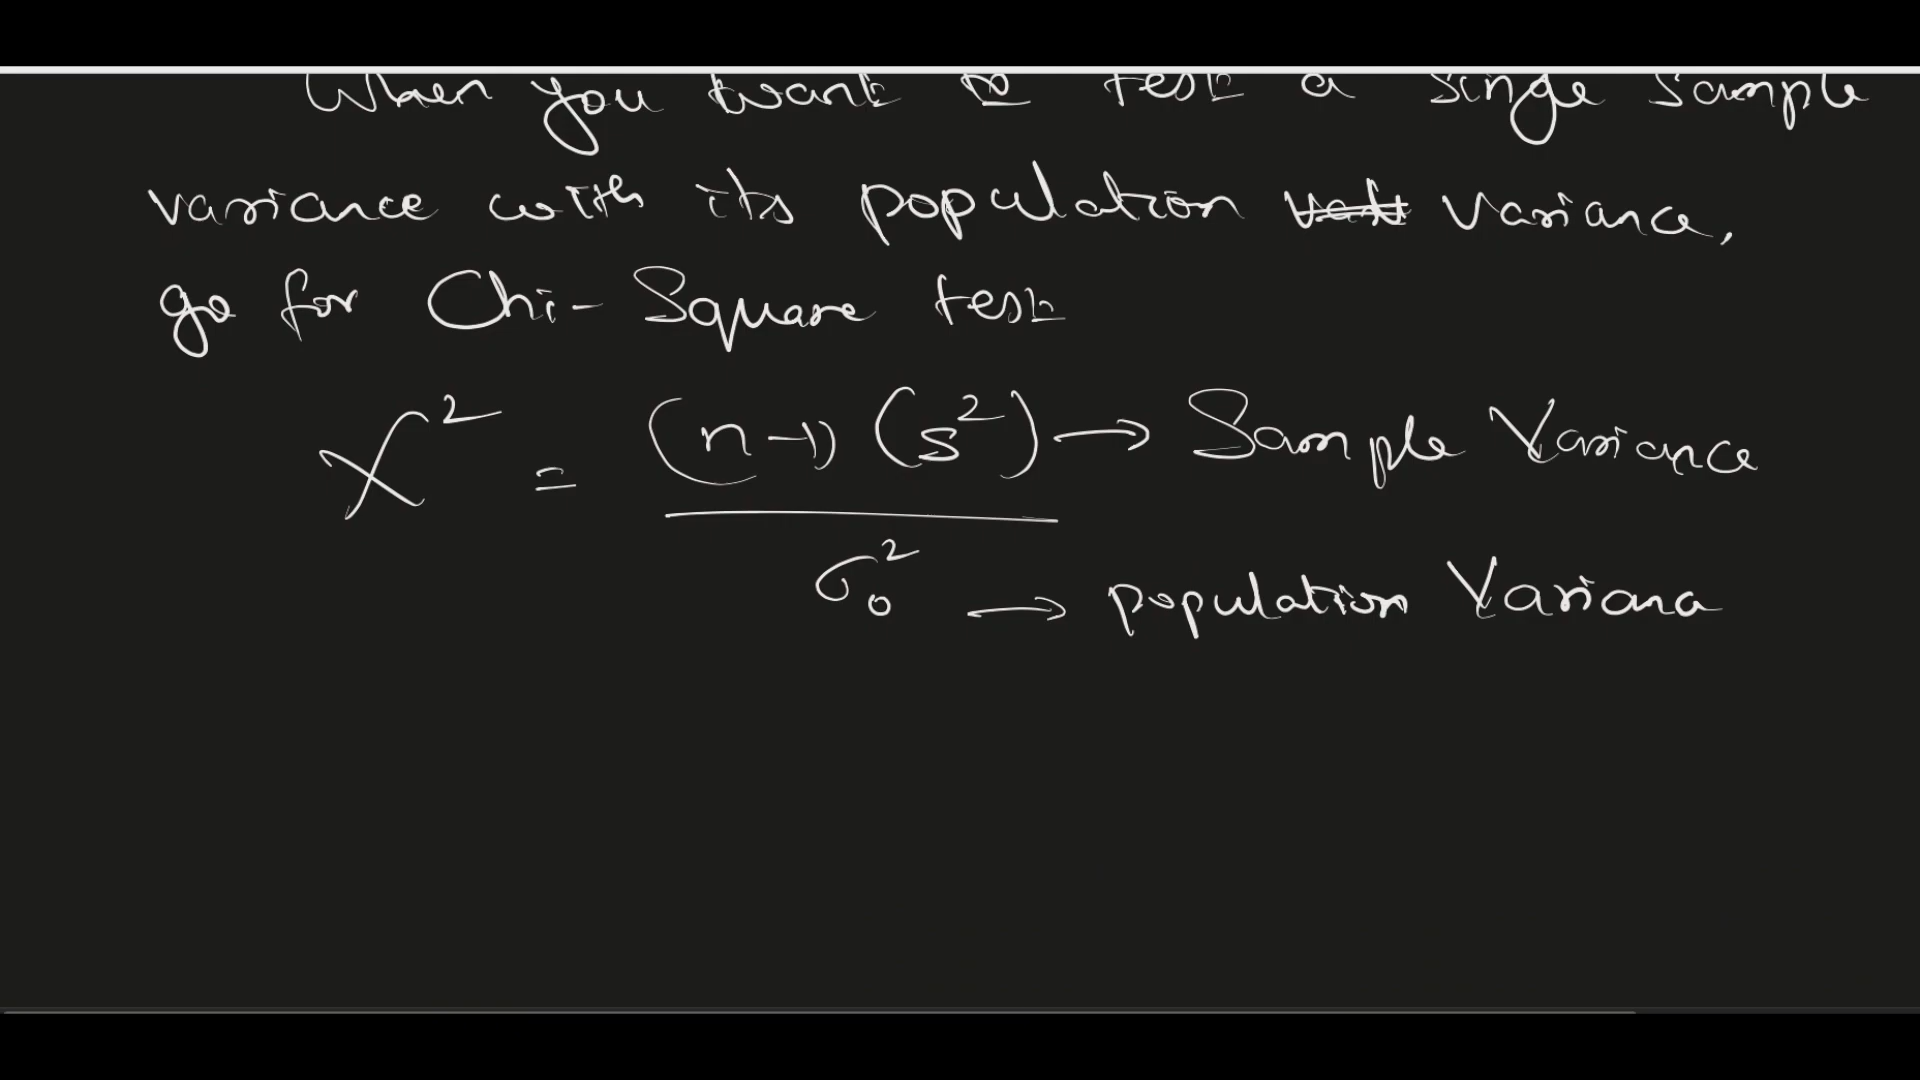 When you want to test a single sample
variance with its population variance,
go for Chi-Square test
χ² = (n-1) (s²) → Sample Variance
σ₀² → population Variance